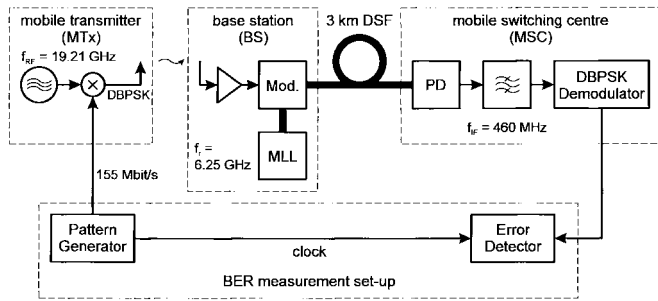 mobile transmitter
(MTx)
f_RF = 19.21 GHz
DBPSK
155 Mbit/s
base station
(BS)
Mod.
MLL
f_r =
6.25 GHz
3 km DSF
mobile switching centre
(MSC)
PD
DBPSK
Demodulator
f_IF = 460 MHz
Pattern
Generator
clock
Error
Detector
BER measurement set-up